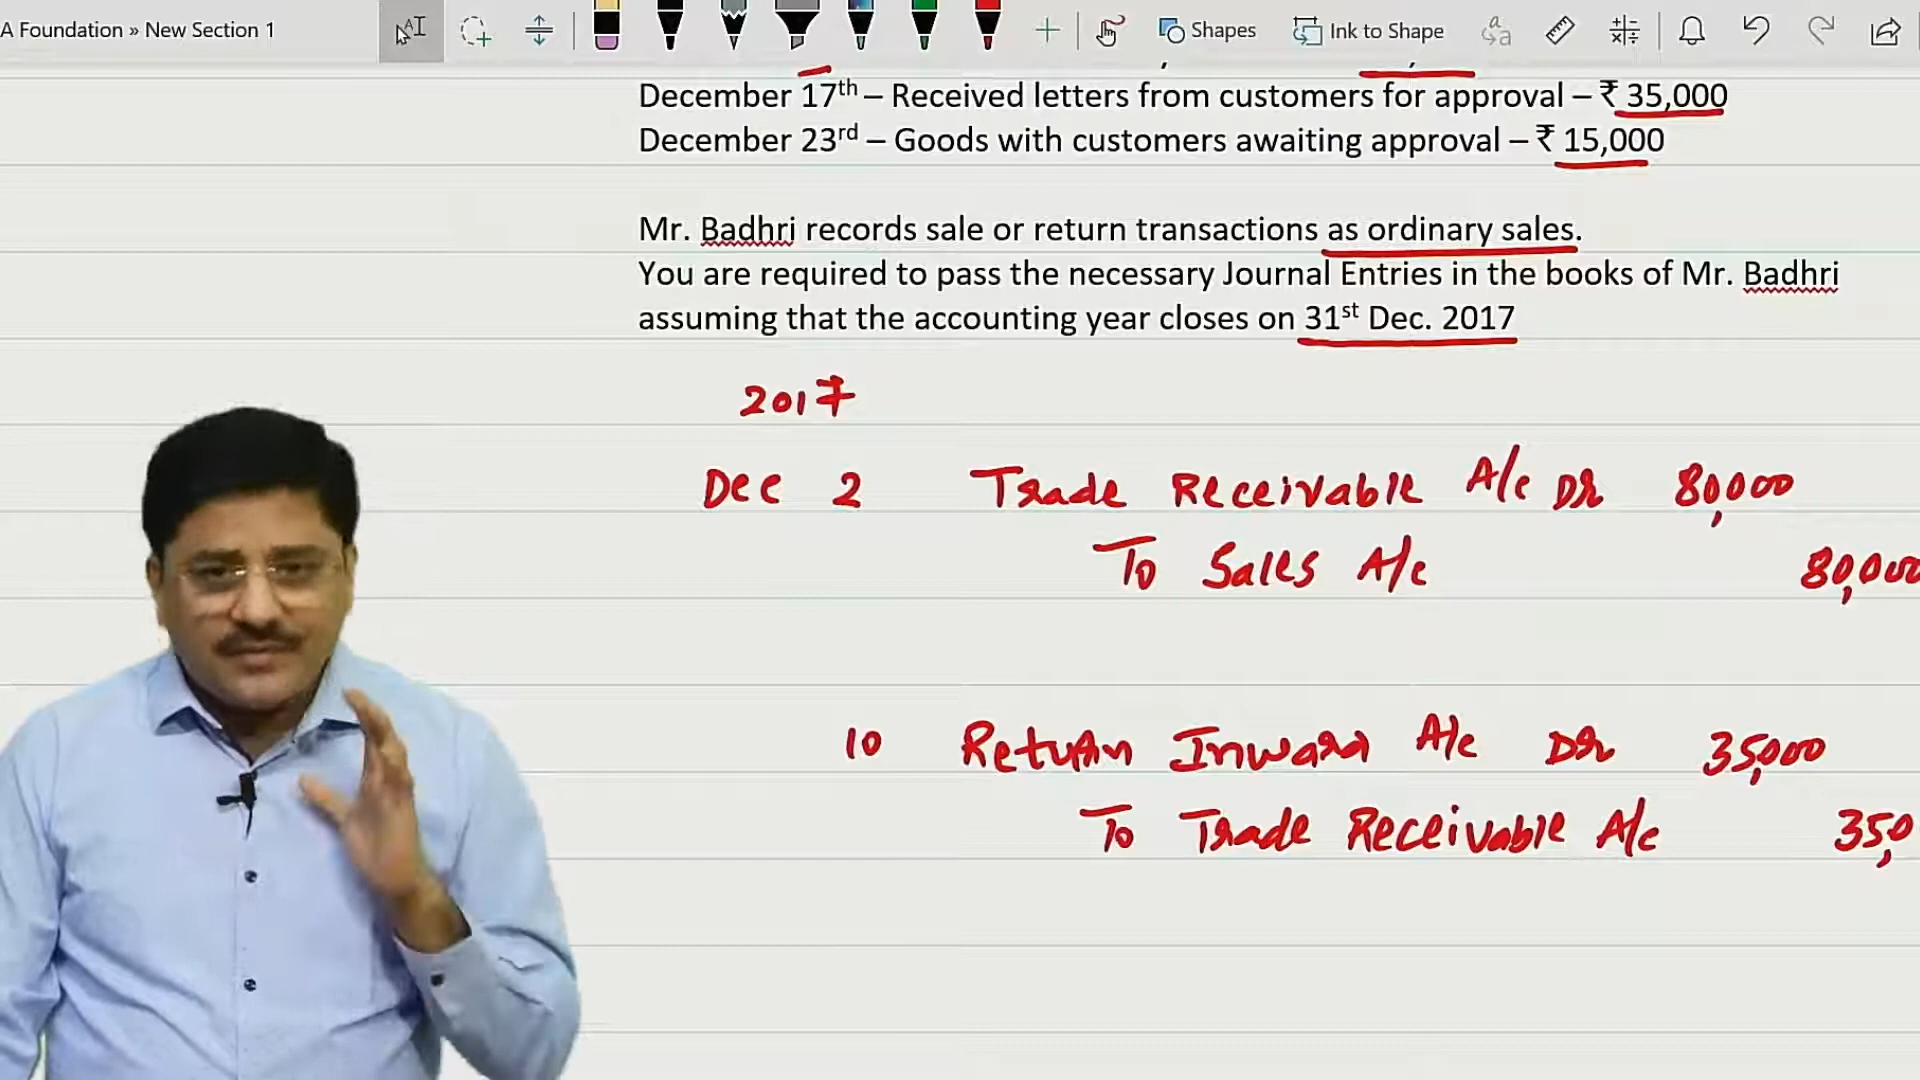 A Foundation » New Section 1
Shapes
Ink to Shape
December 17th – Received letters from customers for approval – ₹ 35,000
December 23rd – Goods with customers awaiting approval – ₹ 15,000
Mr. Badhri records sale or return transactions as ordinary sales.
You are required to pass the necessary Journal Entries in the books of Mr. Badhri
assuming that the accounting year closes on 31st Dec. 2017
2017
Dec 2 Trade Receivable A/c Dr 80,000
To Sales A/c 80,000
10 Return Inward A/c Dr 35,000
To Trade Receivable A/c 35,0